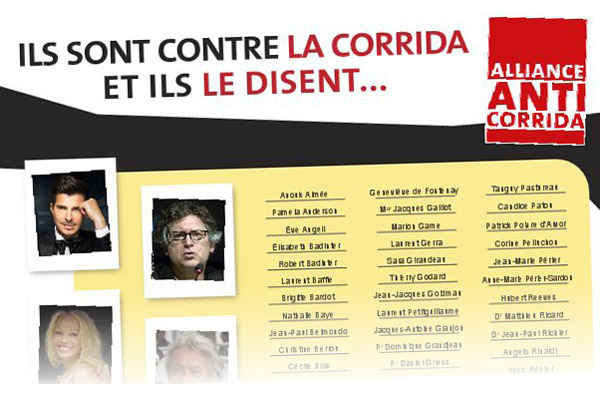 ILS SONT CONTRE LA CORRIDA
ET ILS LE DISENT...
ALLIANCE
ANTI
CORRIDA
Anouk Aimée
Pamela Anderson
Ève Angeli
Élisabeth Badinter
Robert Badinter
Laurent Baffie
Brigitte Bardot
Nathalie Baye
Jean-Paul Belmondo
Christine Berrou
Cécile Bois
Geneviève de Fontenay
Mgr Jacques Gaillot
Marion Game
Laurent Gerra
Sara Giraudeau
Thierry Godard
Jean-Jacques Goldman
Laurent Petitguillaume
Jacques-Antoine Granjon
Pr Dominique Grandjean
Pr Daniel Griess
Tanguy Pastureau
Candice Patou
Patrick Poivre d'Arvor
Corine Pelluchon
Jean-Marie Périer
Anne-Marie Périer-Sardou
Hubert Reeves
Dr Matthieu Ricard
Dr Jean-Paul Richier
Angelo Rinaldi